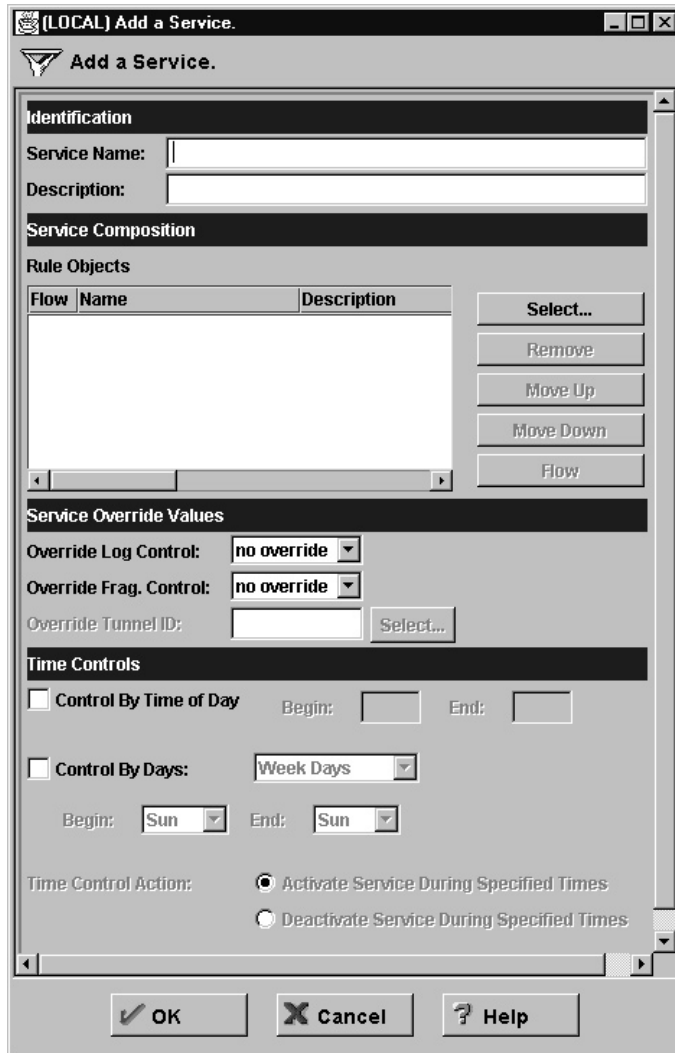 (LOCAL) Add a Service.
Add a Service.
Identification
Service Name:
Description:
Service Composition
Rule Objects
Flow Name Description
Select...
Remove
Move Up
Move Down
Flow
Service Override Values
Override Log Control: no override
Override Frag. Control: no override
Override Tunnel ID: Select...
Time Controls
Control By Time of Day Begin: End:
Control By Days: Week Days
Begin: Sun End: Sun
Time Control Action: Activate Service During Specified Times
Deactivate Service During Specified Times
OK Cancel Help